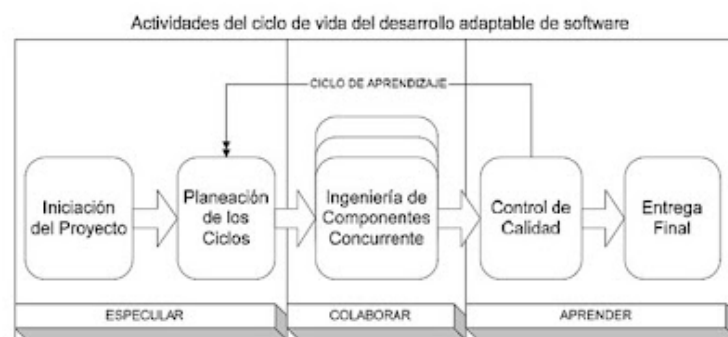 Actividades del ciclo de vida del desarrollo adaptable de software
CICLO DE APRENDIZAJE
Iniciación
del Proyecto
Planeación
de los
Ciclos
Ingeniería de
Componentes
Concurrente
Control de
Calidad
Entrega
Final
ESPECULAR
COLABORAR
APRENDER